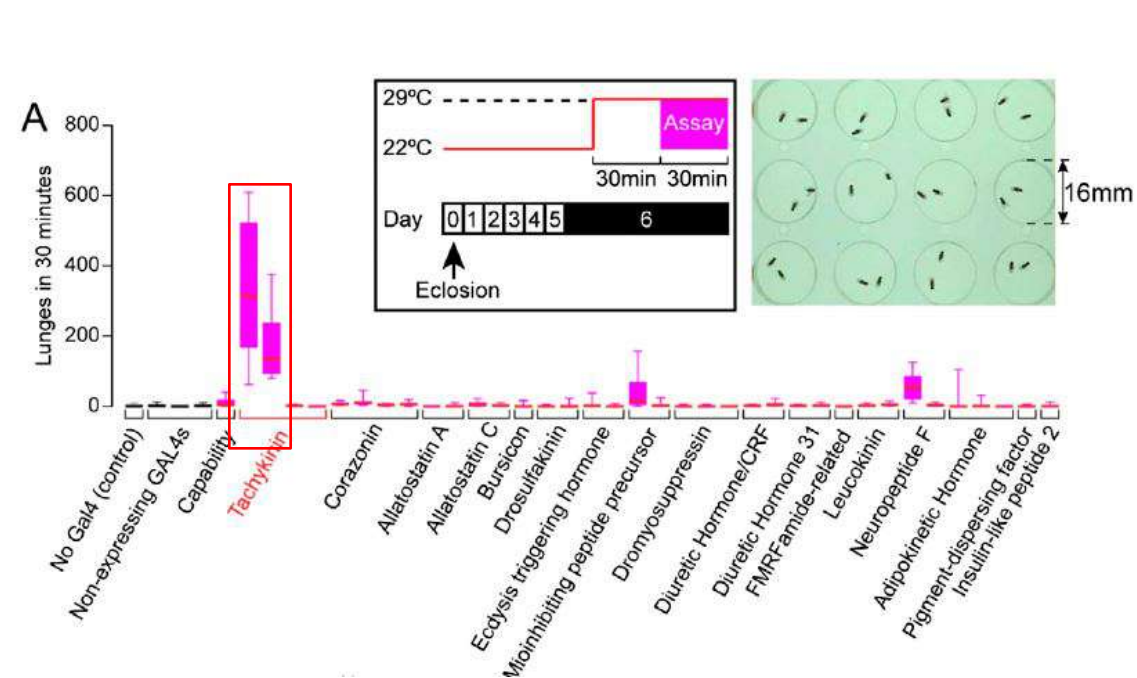 A
800
600
400
200
0
Lunges in 30 minutes
29ºC
22ºC
Assay
30min 30min
Day 0 1 2 3 4 5 6
Eclosion
16mm
No Gal4 (control)
Non-expressing GAL4s
Capability
Tachykinin
Corazonin
Allatostatin A
Allatostatin C
Bursicon
Drosulfakinin
Ecdysis triggering hormone
Mioinhibiting peptide precursor
Dromyosuppressin
Diuretic Hormone/CRF
Diuretic Hormone 31
FMRFamide-related
Leucokinin
Neuropeptide F
Adipokinetic Hormone
Pigment-dispersing factor
Insulin-like peptide 2